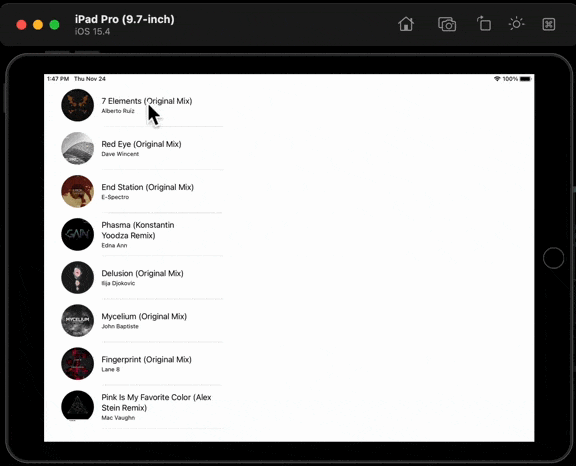 iPad Pro (9.7-inch)
iOS 15.4
1:47 PM Thu Nov 24
100%
7 Elements (Original Mix)
Alberto Ruiz
Red Eye (Original Mix)
Dave Wincent
End Station (Original Mix)
E-Spectro
Phasma (Konstantin
Yoodza Remix)
Edna Ann
Delusion (Original Mix)
Ilija Djokovic
MYCELIUM
Mycelium (Original Mix)
John Baptiste
Fingerprint (Original Mix)
Lane 8
Pink Is My Favorite Color (Alex
Stein Remix)
Mac Vaughn